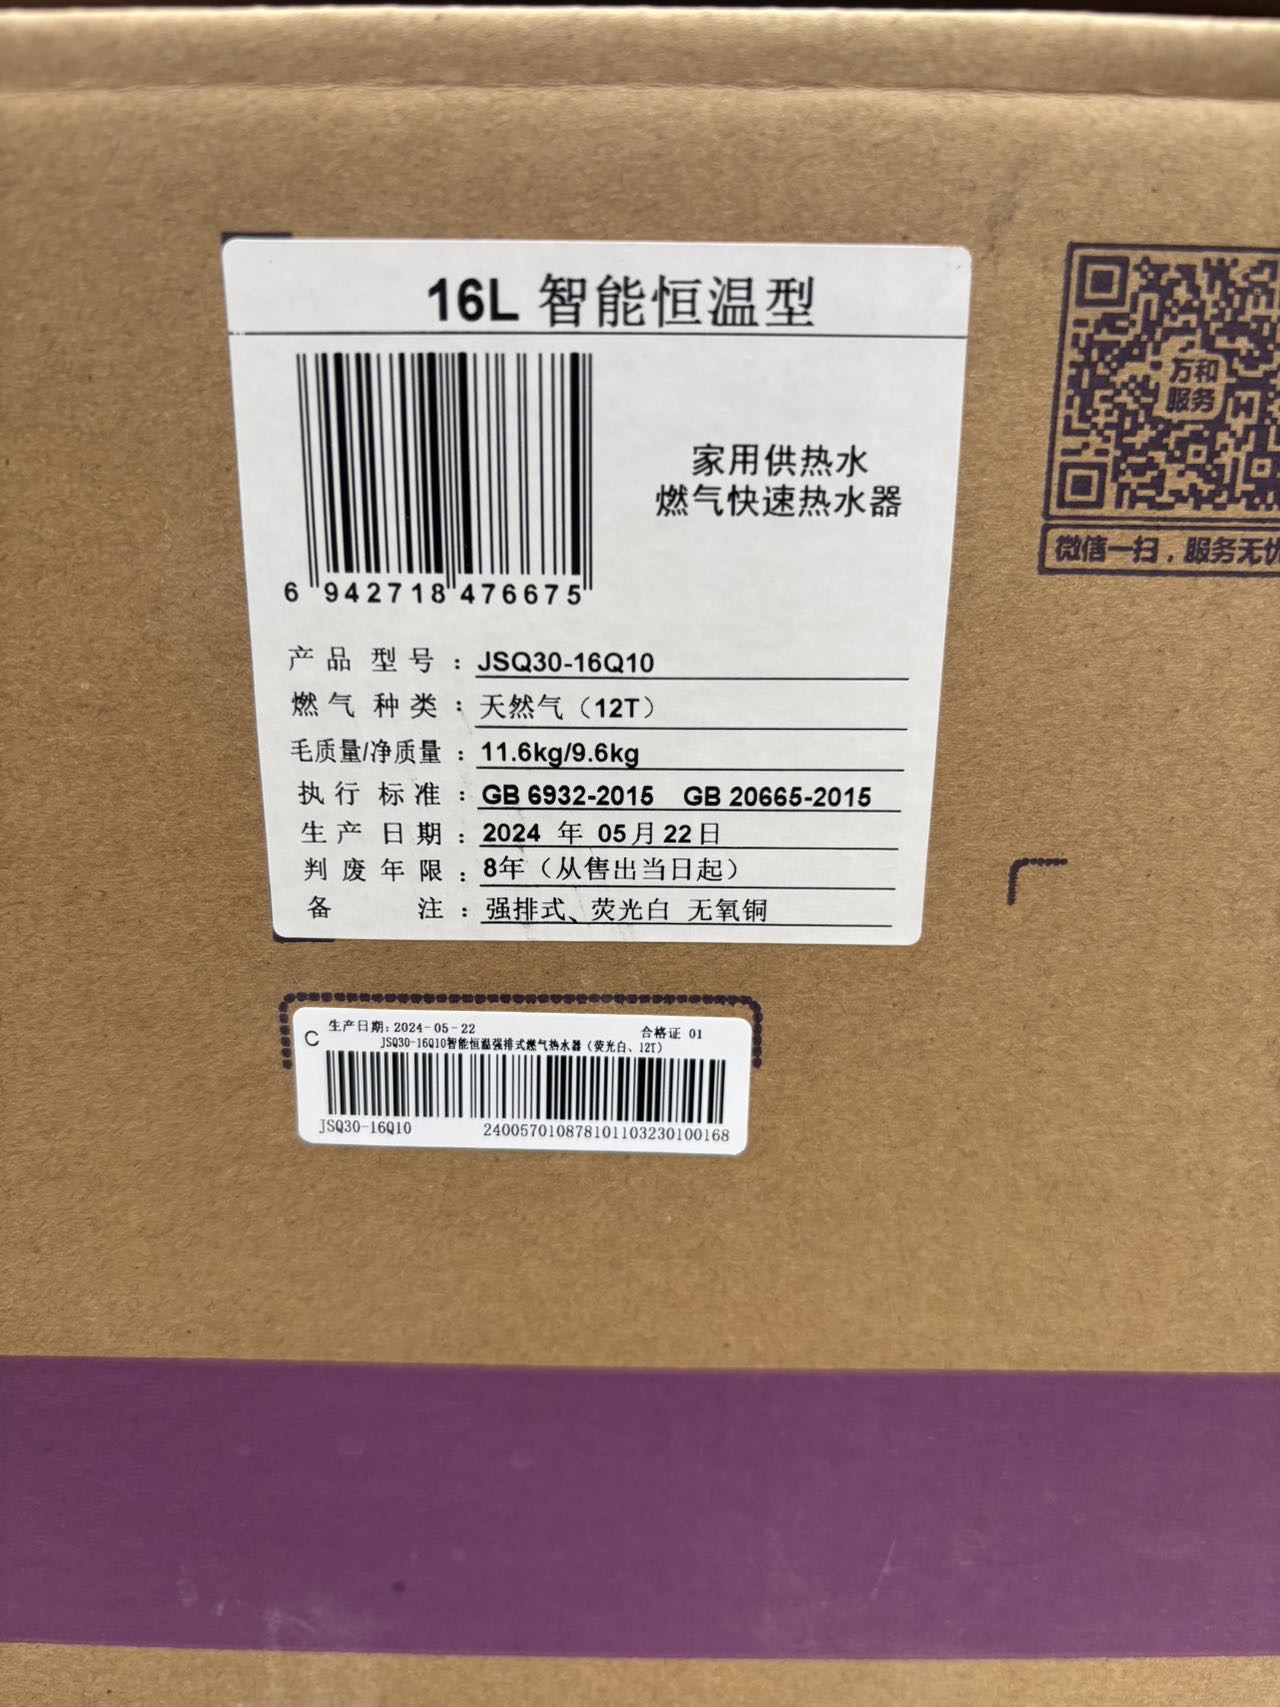 16L 智能恒温型
万和
服务
家用供热水
燃气快速热水器
微信一扫，服务无忧
6 942718 476675
产品型号：JSQ30-16Q10
燃气种类：天然气（12T）
毛质量/净质量：11.6kg/9.6kg
执行标准：GB 6932-2015 GB 20665-2015
生产日期：2024 年 05月22日
判废年限：8年（从售出当日起）
备注：强排式、荧光白 无氧铜
生产日期：2024-05-22 合格证 01
C JSQ30-16Q10智能恒温强排式燃气热水器（荧光白、12T）
JSQ30-16Q10 240057010878101103230100168